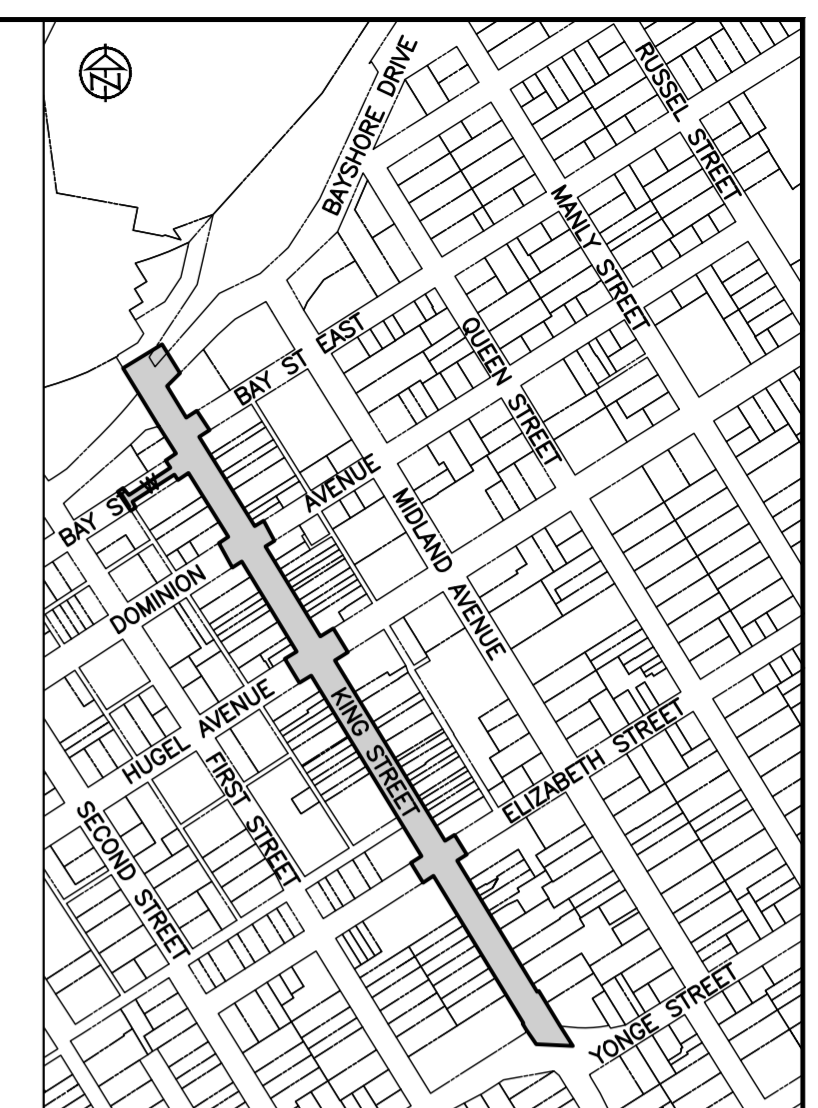 N
BAYSHORE DRIVE
RUSSEL STREET
MANLY STREET
QUEEN STREET
BAY ST EAST
BAY ST W
DOMINION AVENUE
MIDLAND AVENUE
HUGEL AVENUE
KING STREET
FIRST STREET
SECOND STREET
ELIZABETH STREET
YONGE STREET